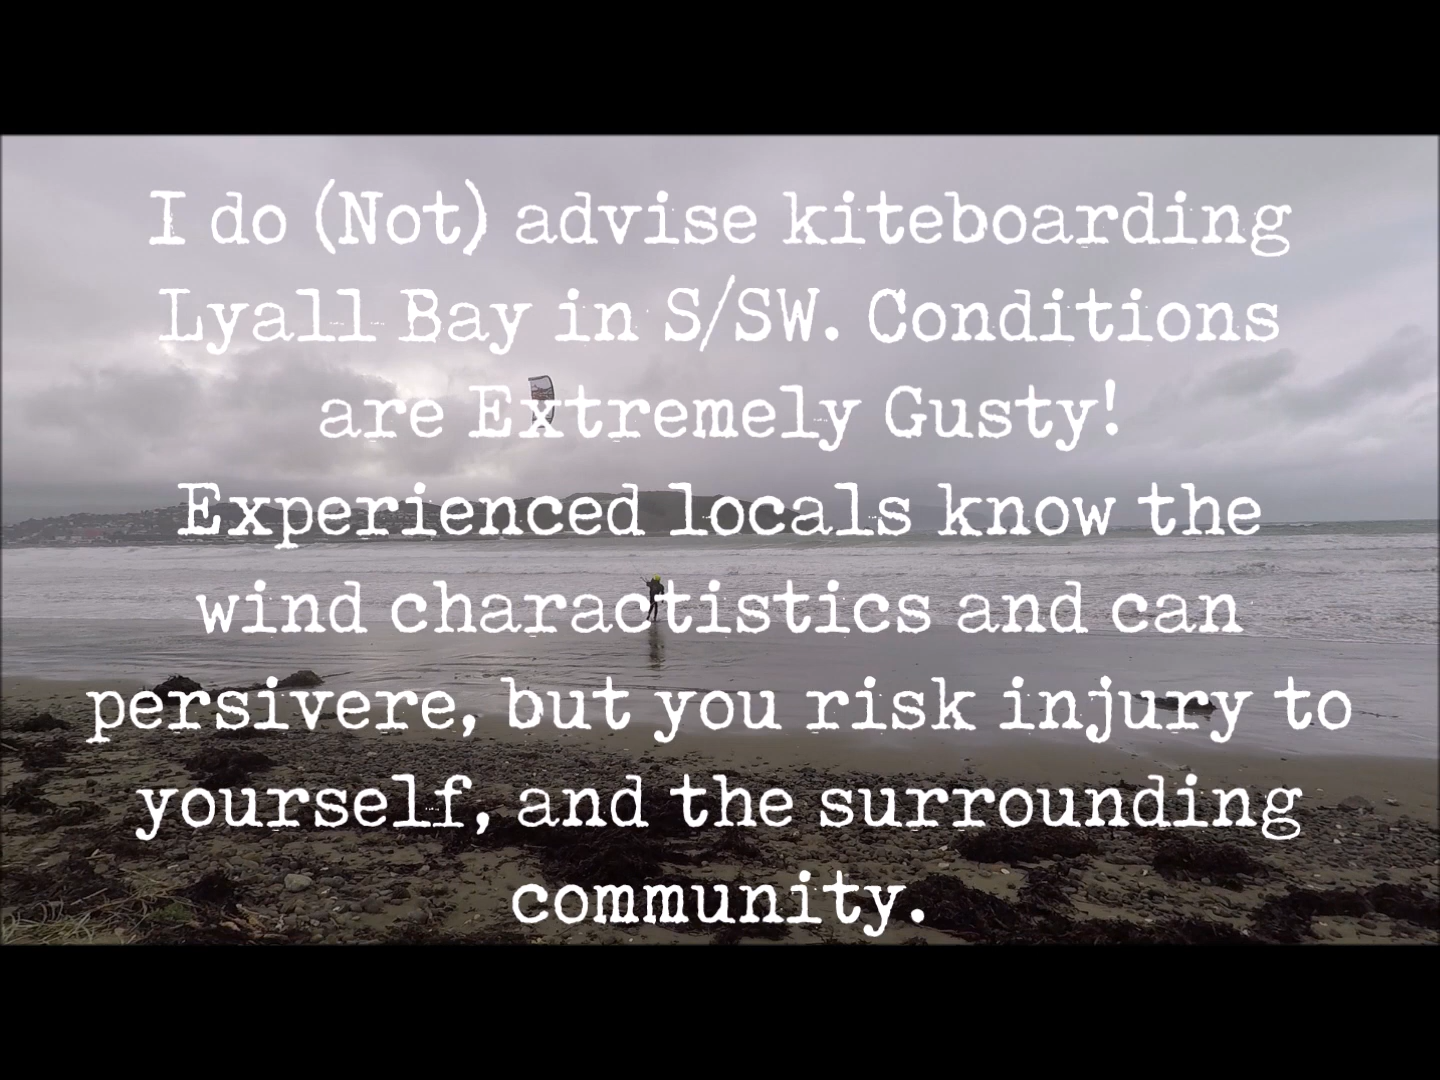 I do (Not) advise kiteboarding
Lyall Bay in S/SW. Conditions
are Extremely Gusty!
Experienced locals know the
wind charactistics and can
persivere, but you risk injury to
yourself, and the surrounding
community.